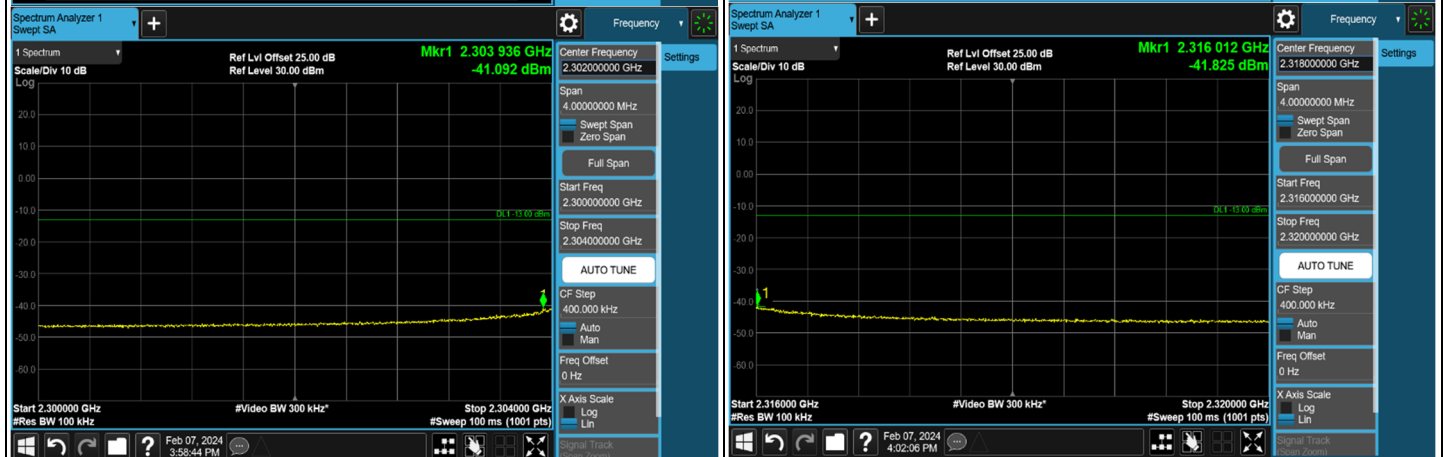 Spectrum Analyzer 1
Swept SA
+
Frequency
1 Spectrum
Scale/Div 10 dB
Log
Ref Lvl Offset 25.00 dB
Ref Level 30.00 dBm
Mkr1 2.303 936 GHz
-41.092 dBm
20.0
10.0
0.00
-10.0
-20.0
-30.0
-40.0
-50.0
-60.0
DL1 -13.00 dBm
1
Start 2.300000 GHz
#Res BW 100 kHz
#Video BW 300 kHz*
Stop 2.304000 GHz
#Sweep 100 ms (1001 pts)
Center Frequency
2.302000000 GHz
Settings
Span
4.00000000 MHz
Swept Span
Zero Span
Full Span
Start Freq
2.300000000 GHz
Stop Freq
2.304000000 GHz
AUTO TUNE
CF Step
400.000 kHz
Auto
Man
Freq Offset
0 Hz
X Axis Scale
Log
Lin
Signal Track
(Span Zoom)
?
Feb 07, 2024
3:58:44 PM
Spectrum Analyzer 1
Swept SA
+
Frequency
1 Spectrum
Scale/Div 10 dB
Log
Ref Lvl Offset 25.00 dB
Ref Level 30.00 dBm
Mkr1 2.316 012 GHz
-41.825 dBm
20.0
10.0
0.00
-10.0
-20.0
-30.0
-40.0
-50.0
-60.0
DL1 -13.00 dBm
1
Start 2.316000 GHz
#Res BW 100 kHz
#Video BW 300 kHz*
Stop 2.320000 GHz
#Sweep 100 ms (1001 pts)
Center Frequency
2.318000000 GHz
Settings
Span
4.00000000 MHz
Swept Span
Zero Span
Full Span
Start Freq
2.316000000 GHz
Stop Freq
2.320000000 GHz
AUTO TUNE
CF Step
400.000 kHz
Auto
Man
Freq Offset
0 Hz
X Axis Scale
Log
Lin
Signal Track
(Span Zoom)
?
Feb 07, 2024
4:02:06 PM